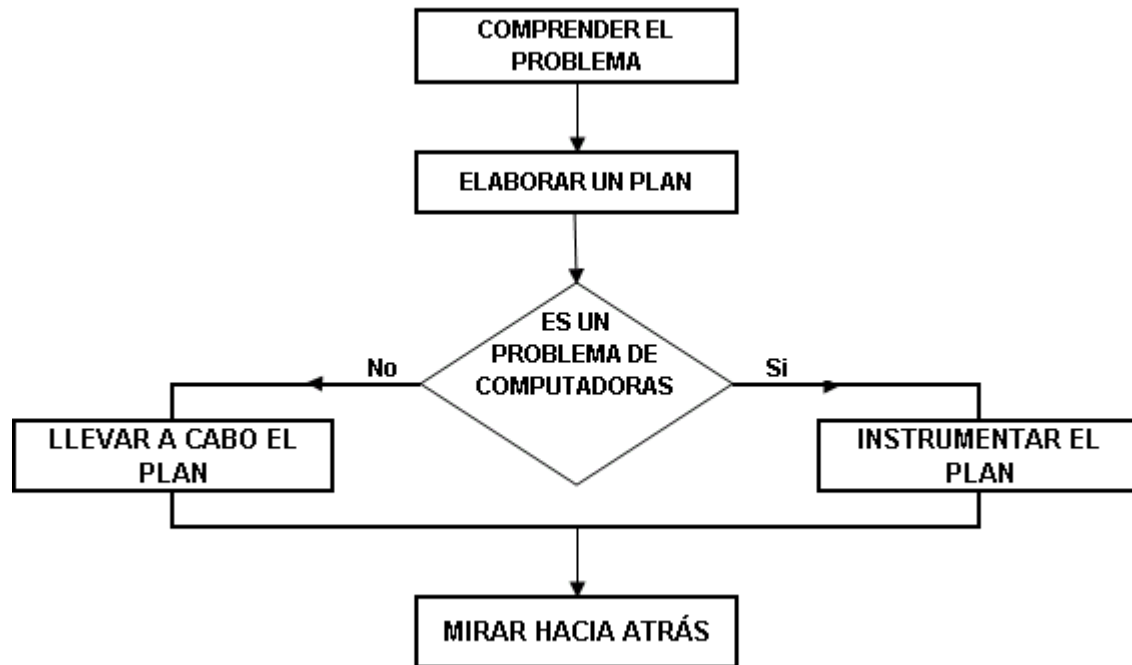 COMPRENDER EL
PROBLEMA
ELABORAR UN PLAN
ES UN
PROBLEMA DE
COMPUTADORAS
No
Si
LLEVAR A CABO EL
PLAN
INSTRUMENTAR EL
PLAN
MIRAR HACIA ATRÁS